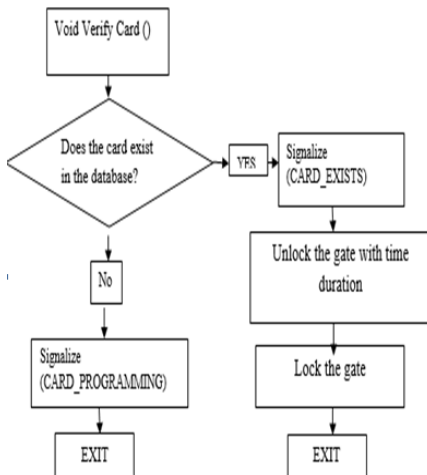 Void Verify Card ()
Does the card exist
in the database?
YES
Signalize
(CARD_EXISTS)
Unlock the gate with time
duration
Lock the gate
EXIT
No
Signalize
(CARD_PROGRAMMING)
EXIT